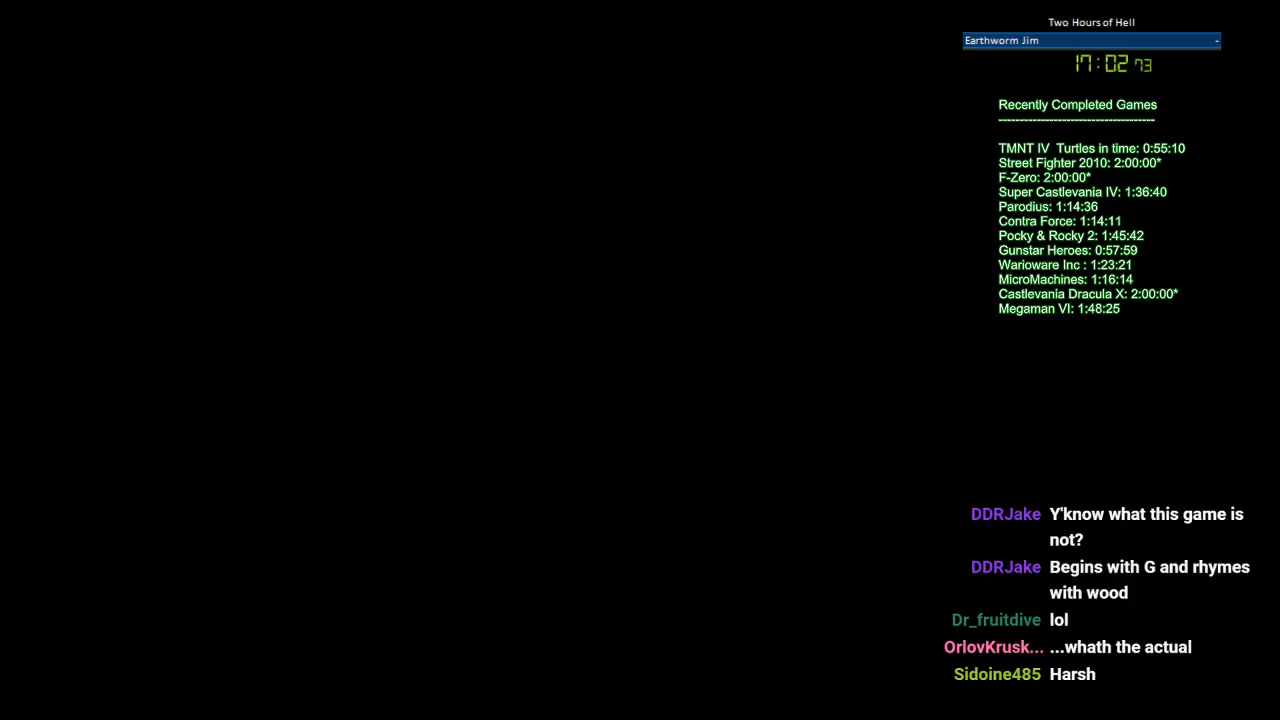 Two Hours of Hell
Earthworm Jim -
17:02 73
Recently Completed Games
---------------------------------------
TMNT IV  Turtles in time: 0:55:10
Street Fighter 2010: 2:00:00*
F-Zero: 2:00:00*
Super Castlevania IV: 1:36:40
Parodius: 1:14:36
Contra Force: 1:14:11
Pocky & Rocky 2: 1:45:42
Gunstar Heroes: 0:57:59
Warioware Inc : 1:23:21
MicroMachines: 1:16:14
Castlevania Dracula X: 2:00:00*
Megaman VI: 1:48:25
DDRJake Y'know what this game is
not?
DDRJake Begins with G and rhymes
with wood
Dr_fruitdive lol
OrlovKrusk... ...whath the actual
Sidoine485 Harsh